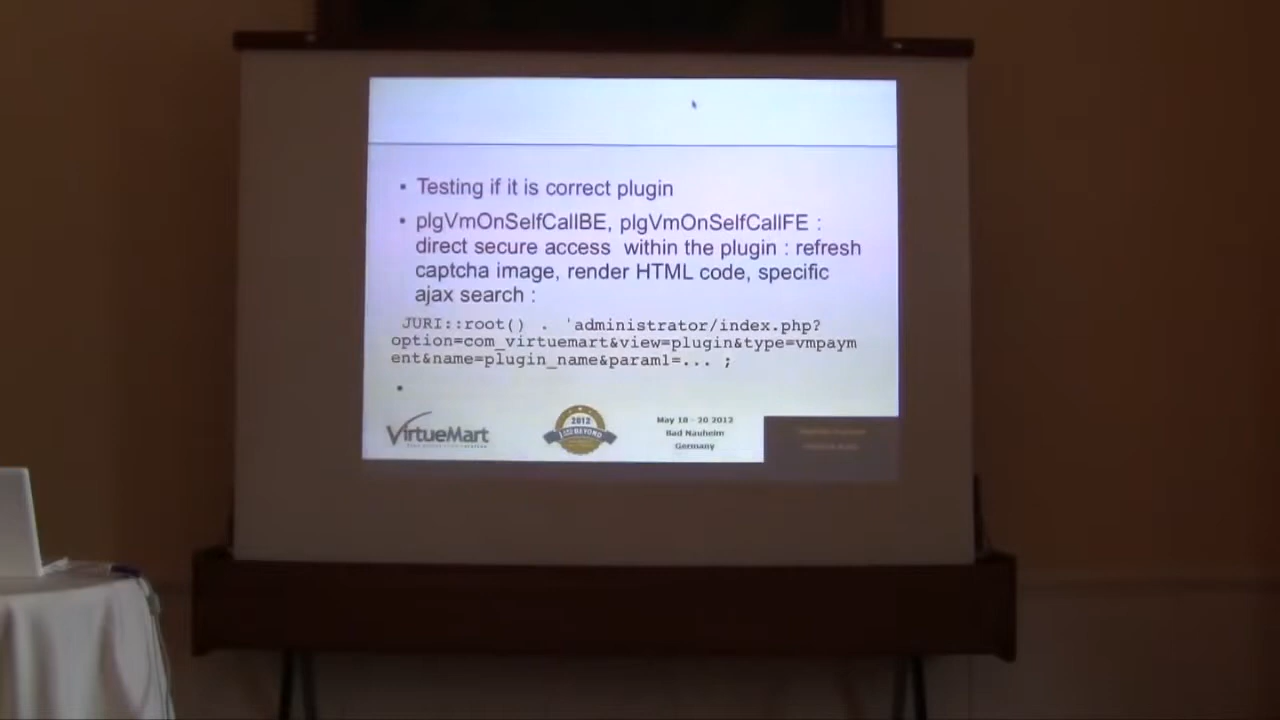 Testing if it is correct plugin
plgVmOnSelfCallBE, plgVmOnSelfCallFE :
direct secure access within the plugin : refresh
captcha image, render HTML code, specific
ajax search :
JURI::root() . 'administrator/index.php?
option=com_virtuemart&view=plugin&type=vmpaym
ent&name=plugin_name&param1=... ;
VirtueMart
2012
BEYOND
May 18 - 20 2012
Bad Nauheim
Germany